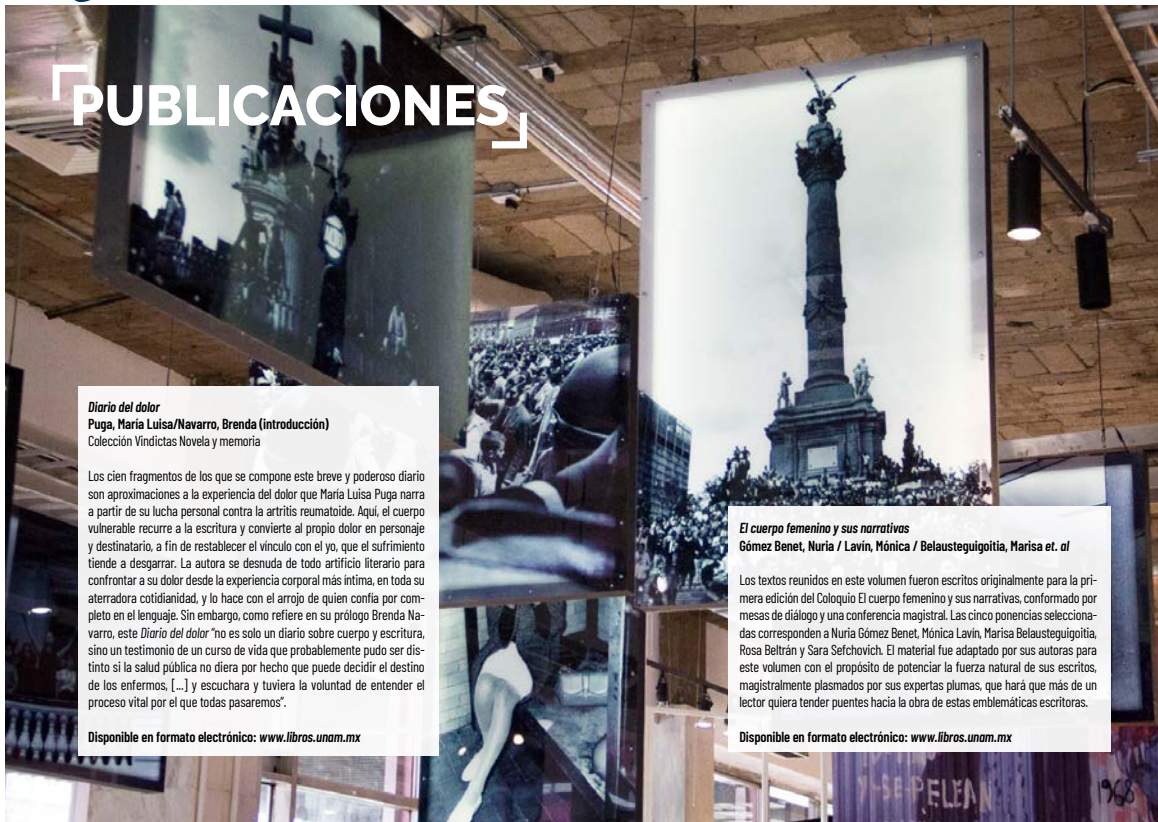 PUBLICACIONES
Diario del dolor
Puga, María Luisa/Navarro, Brenda (introducción)
Colección Vindictas Novela y memoria
Los cien fragmentos de los que se compone este breve y poderoso diario
son aproximaciones a la experiencia del dolor que María Luisa Puga narra
a partir de su lucha personal contra la artritis reumatoide. Aquí, el cuerpo
vulnerable recurre a la escritura y convierte al propio dolor en personaje
y destinatario, a fin de restablecer el vínculo con el yo, que el sufrimiento
tiende a desgarrar. La autora se desnuda de todo artificio literario para
confrontar a su dolor desde la experiencia corporal más íntima, en toda su
aterradora cotidianidad, y lo hace con el arrojo de quien confía por com-
pleto en el lenguaje. Sin embargo, como refiere en su prólogo Brenda Na-
varro, este Diario del dolor “no es solo un diario sobre cuerpo y escritura,
sino un testimonio de un curso de vida que probablemente pudo ser dis-
tinto si la salud pública no diera por hecho que puede decidir el destino
de los enfermos, [...] y escuchara y tuviera la voluntad de entender el
proceso vital por el que todas pasaremos”.
Disponible en formato electrónico: www.libros.unam.mx
El cuerpo femenino y sus narrativas
Gómez Benet, Nuria / Lavín, Mónica / Belausteguigoitia, Marisa et. al
Los textos reunidos en este volumen fueron escritos originalmente para la pri-
mera edición del Coloquio El cuerpo femenino y sus narrativas, conformado por
mesas de diálogo y una conferencia magistral. Las cinco ponencias selecciona-
das corresponden a Nuria Gómez Benet, Mónica Lavín, Marisa Belausteguigoitia,
Rosa Beltrán y Sara Sefchovich. El material fue adaptado por sus autoras para
este volumen con el propósito de potenciar la fuerza natural de sus escritos,
magistralmente plasmados por sus expertas plumas, que hará que más de un
lector quiera tender puentes hacia la obra de estas emblemáticas escritoras.
Disponible en formato electrónico: www.libros.unam.mx
Y-SE-PELEAN
1968